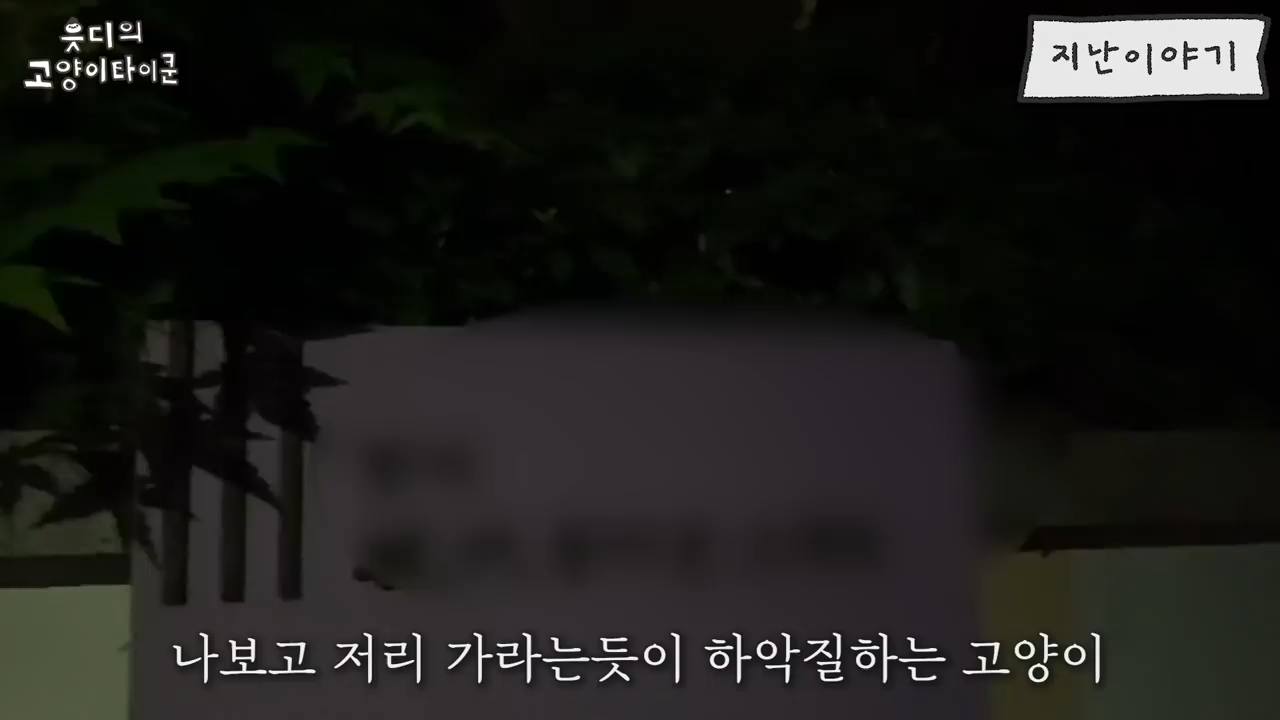 읏디의
고양이타이쿤
지난이야기
나보고 저리 가라는듯이 하악질하는 고양이